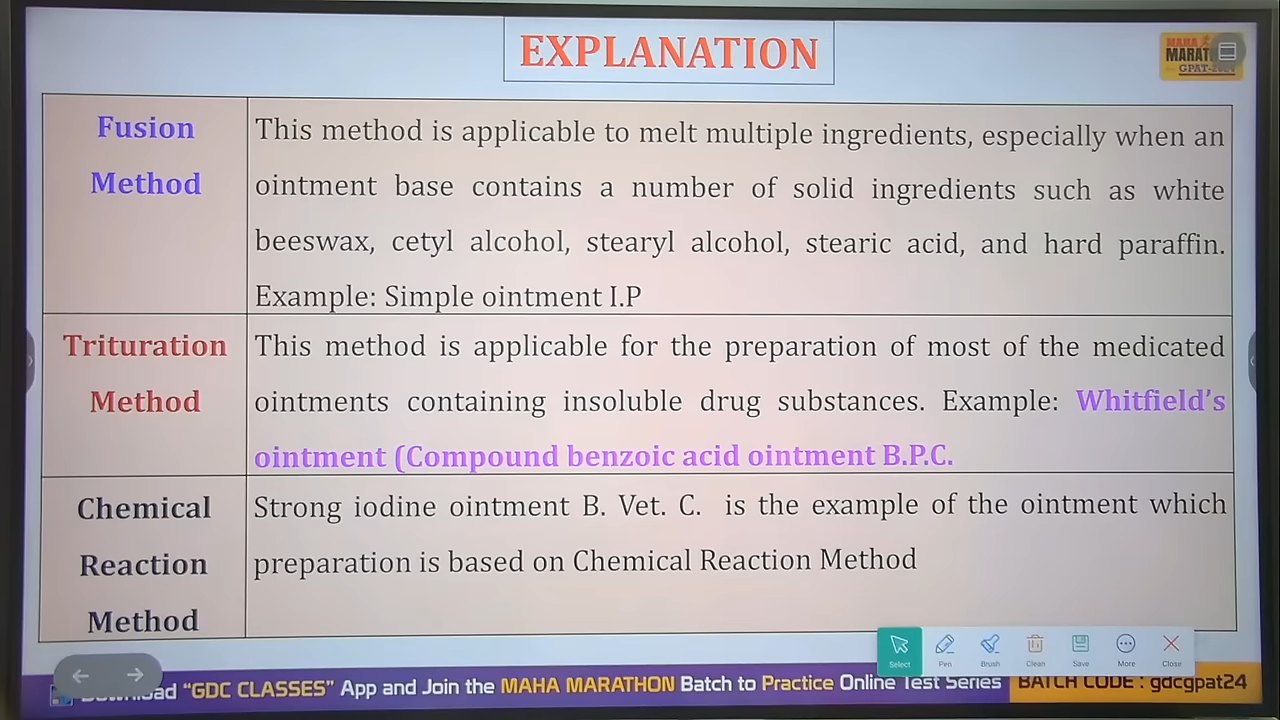 EXPLANATION
MAHA
MARAT
GPAT-
Fusion
Method
This method is applicable to melt multiple ingredients, especially when an
ointment base contains a number of solid ingredients such as white
beeswax, cetyl alcohol, stearyl alcohol, stearic acid, and hard paraffin.
Example: Simple ointment I.P
Trituration
Method
This method is applicable for the preparation of most of the medicated
ointments containing insoluble drug substances. Example: Whitfield's
ointment (Compound benzoic acid ointment B.P.C.
Chemical
Reaction
Method
Strong iodine ointment B. Vet. C. is the example of the ointment which
preparation is based on Chemical Reaction Method
Select Pen Brush Clean Save More Close
Download "GDC CLASSES" App and Join the MAHA MARATHON Batch to Practice Online Test Series BATCH CODE : gdcgpat24